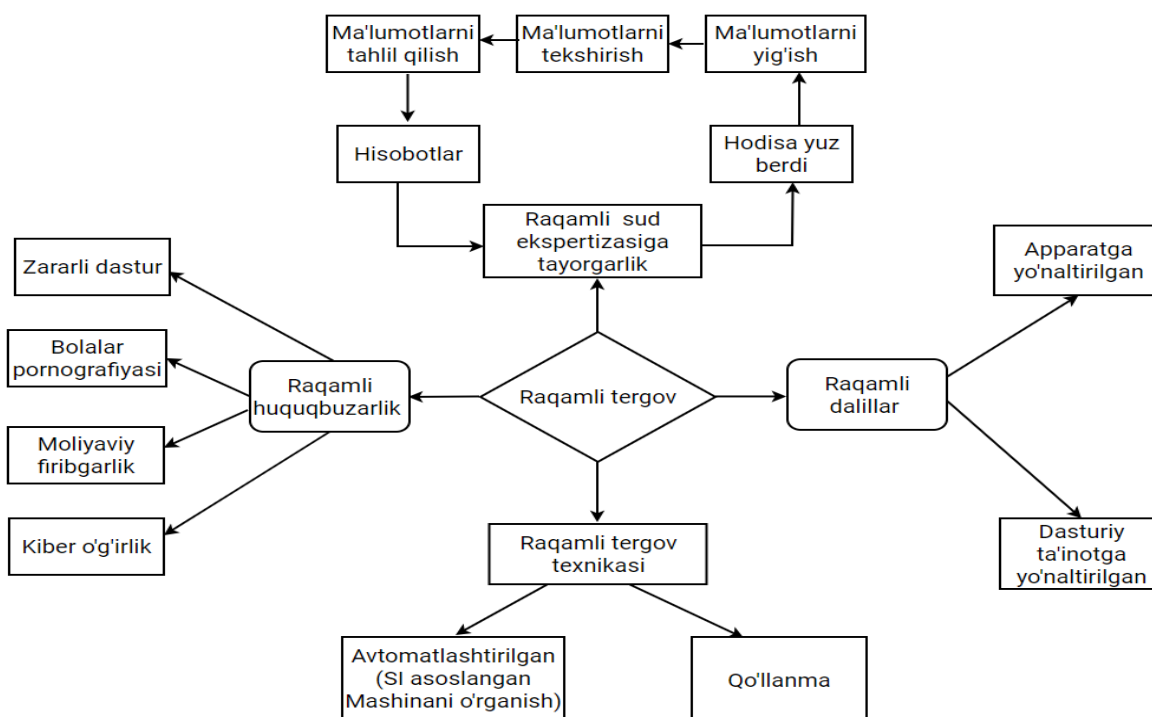 Ma'lumotlarni
tahlil qilish
Ma'lumotlarni
tekshirish
Ma'lumotlarni
yig'ish
Hisobotlar
Hodisa yuz
berdi
Raqamli sud
ekspertizasiga
tayorgarlik
Zararli dastur
Apparatga
yo'naltirilgan
Bolalar
pornografiyasi
Raqamli
huquqbuzarlik
Raqamli tergov
Raqamli
dalillar
Moliyaviy
firibgarlik
Kiber o'g'irlik
Raqamli tergov
texnikasi
Dasturiy
ta'inotga
yo'naltirilgan
Avtomatlashtirilgan
(SI asoslangan
Mashinani o'rganish)
Qo'llanma